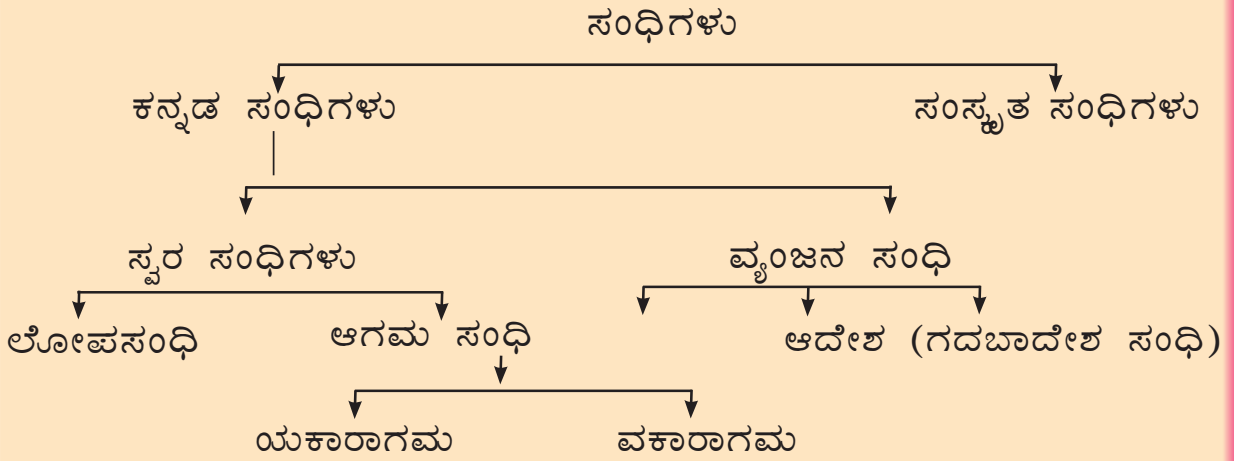 ಸಂಧಿಗಳು
ಕನ್ನಡ ಸಂಧಿಗಳು ಸಂಸ್ಕೃತ ಸಂಧಿಗಳು
ಸ್ವರ ಸಂಧಿಗಳು ವ್ಯಂಜನ ಸಂಧಿ
ಲೋಪಸಂಧಿ ಆಗಮ ಸಂಧಿ ಆದೇಶ (ಗದಬಾದೇಶ ಸಂಧಿ)
ಯಕಾರಾಗಮ ವಕಾರಾಗಮ